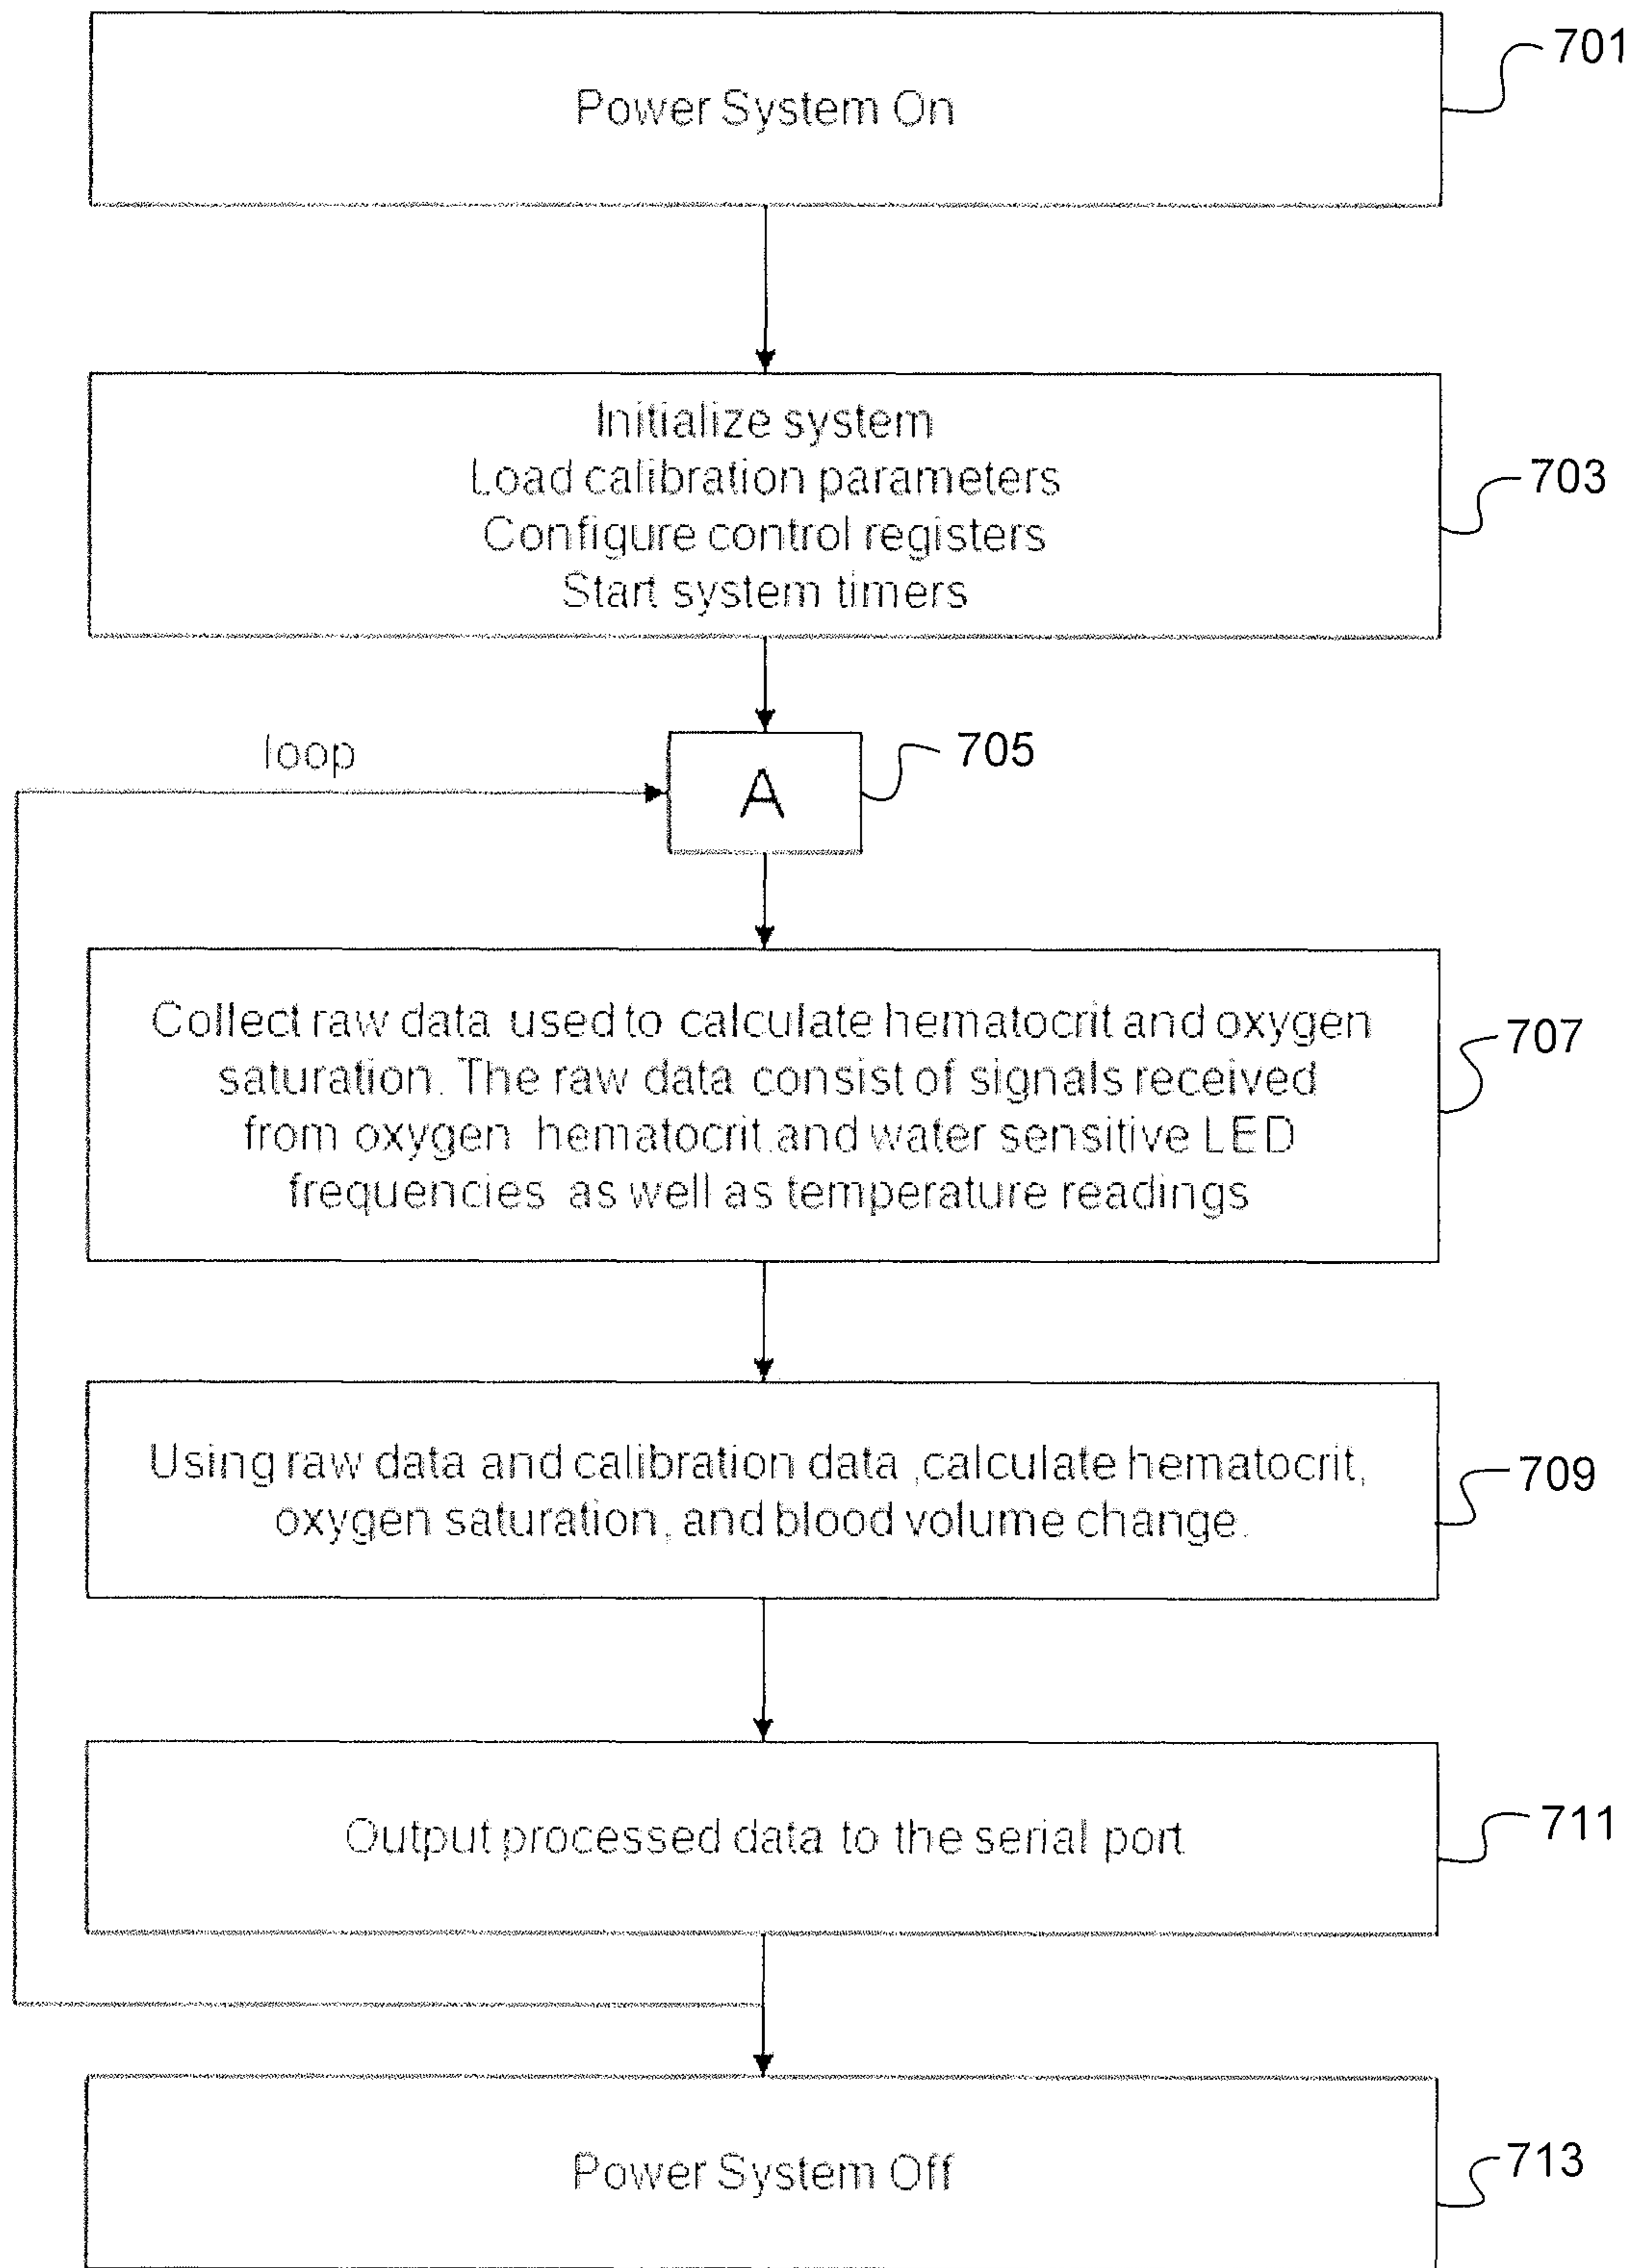 Power System On
701
Initialize system
Load calibration parameters
Configure control registers
Start system timers
703
loop
A
705
Collect raw data used to calculate hematocrit and oxygen
saturation. The raw data consist of signals received
from oxygen hematocrit and water sensitive LED
frequencies as well as temperature readings
707
Using raw data and calibration data ,calculate hematocrit,
oxygen saturation, and blood volume change.
709
Output processed data to the serial port
711
Power System Off
713